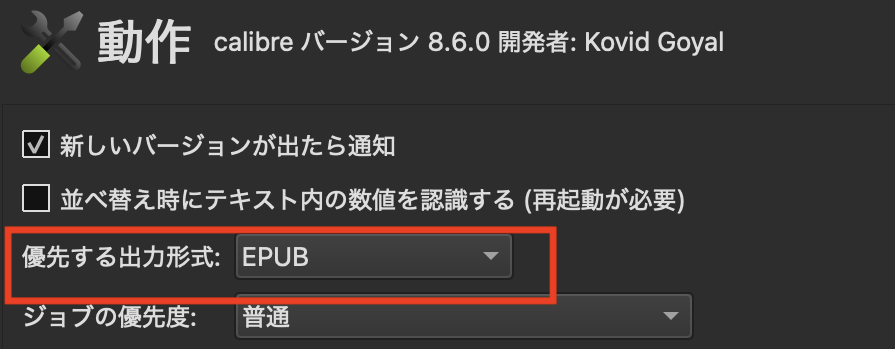 動作 calibre バージョン 8.6.0 開発者: Kovid Goyal
新しいバージョンが出たら通知
並べ替え時にテキスト内の数値を認識する (再起動が必要)
優先する出力形式: EPUB
ジョブの優先度: 普通